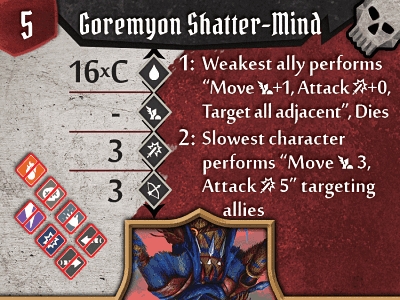 5
Goremyon Shatter-Mind
16xC
-
3
3
1: Weakest ally performs
“Move +1, Attack +0,
Target all adjacent”, Dies
2: Slowest character
performs “Move 3,
Attack 5” targeting
allies